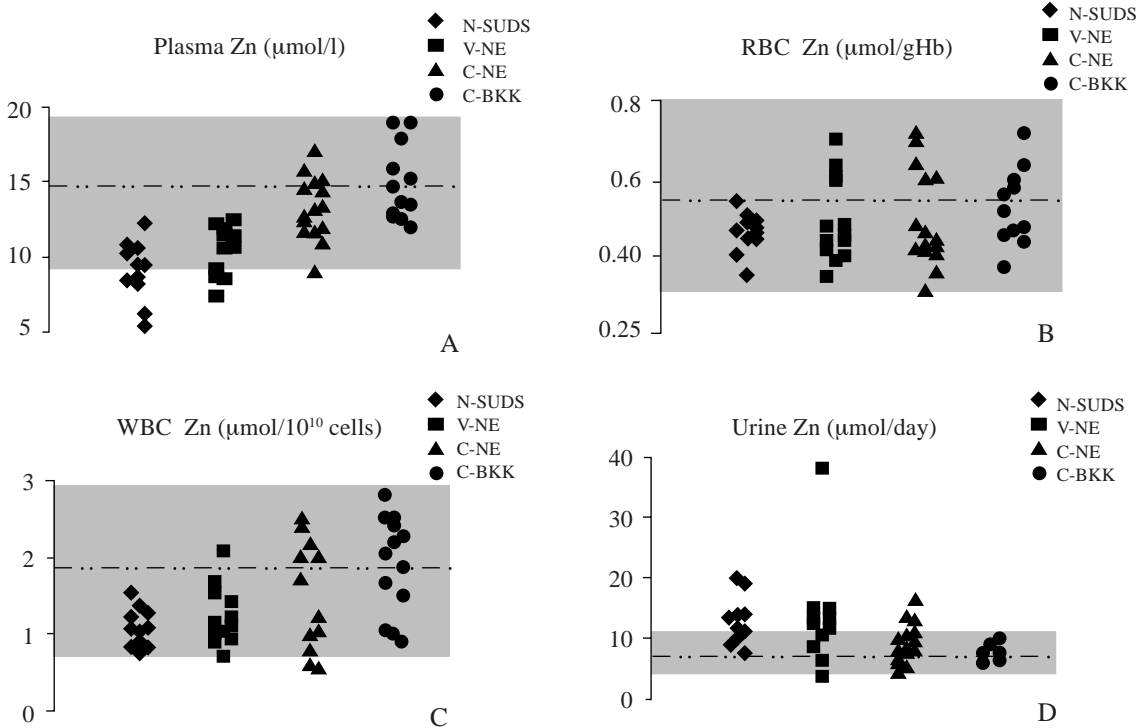 Plasma Zn (μmol/l)
N-SUDS
V-NE
C-NE
C-BKK
20
15
10
5
A
RBC Zn (μmol/gHb)
N-SUDS
V-NE
C-NE
C-BKK
0.8
0.6
0.40
0.25
B
WBC Zn (μmol/10¹⁰ cells)
N-SUDS
V-NE
C-NE
C-BKK
3
2
1
0
C
Urine Zn (μmol/day)
N-SUDS
V-NE
C-NE
C-BKK
40
30
20
10
0
D